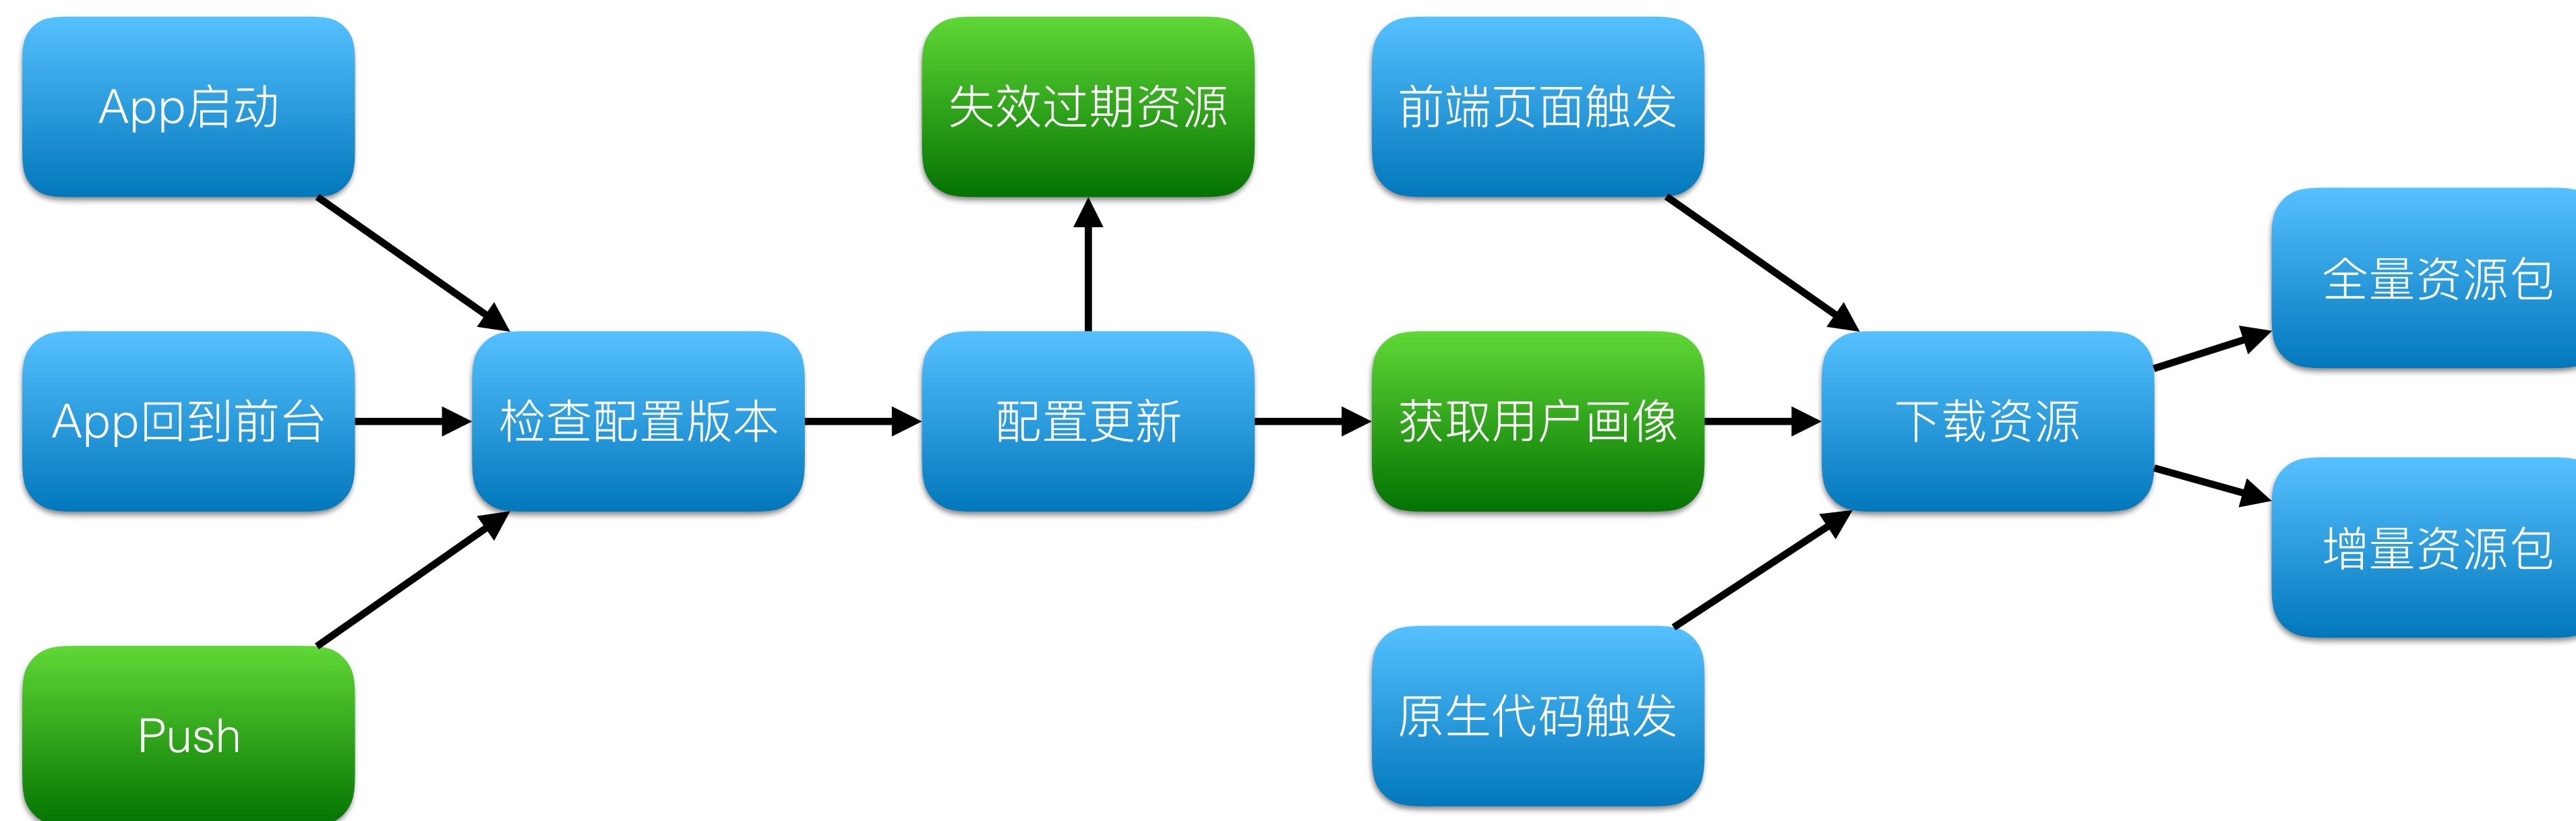 App启动
失效过期资源
前端页面触发
全量资源包
App回到前台
检查配置版本
配置更新
获取用户画像
下载资源
增量资源包
Push
原生代码触发